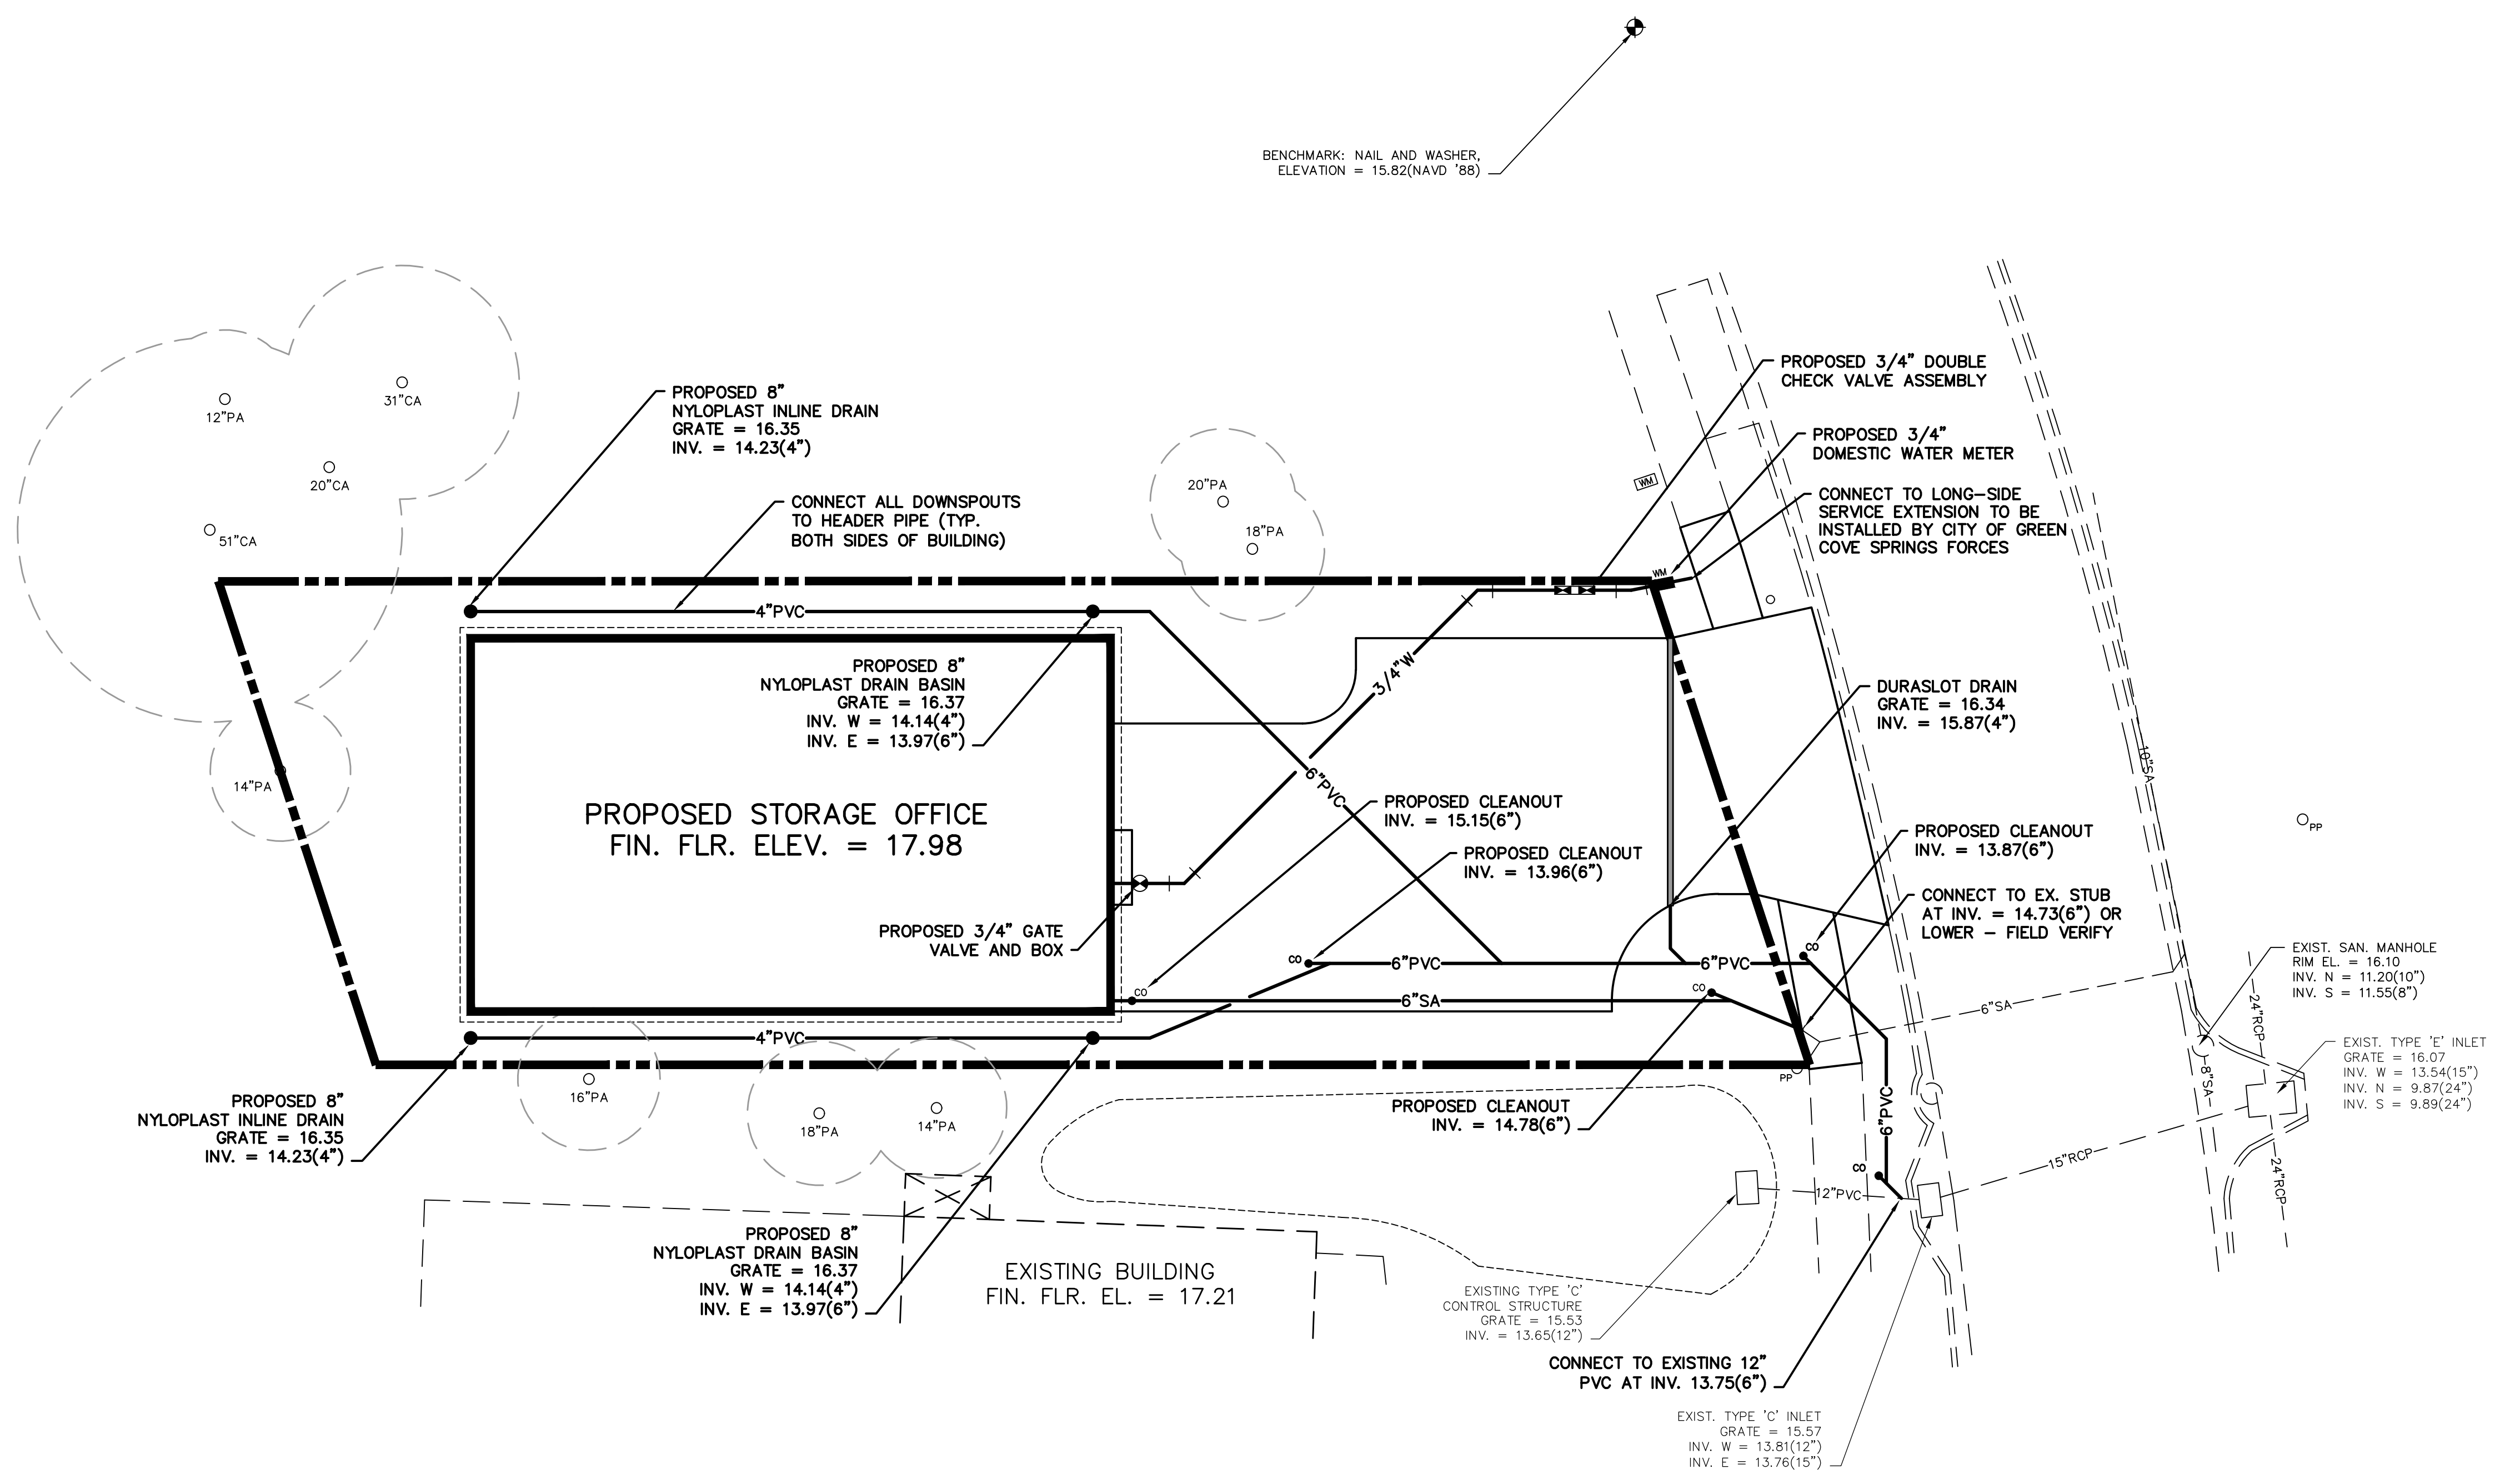 BENCHMARK: NAIL AND WASHER,
ELEVATION = 15.82(NAVD '88)
12"PA
31"CA
20"CA
51"CA
14"PA
PROPOSED 8"
NYLOPLAST INLINE DRAIN
GRATE = 16.35
INV. = 14.23(4")
CONNECT ALL DOWNSPOUTS
TO HEADER PIPE (TYP.
BOTH SIDES OF BUILDING)
20"PA
18"PA
PROPOSED 3/4" DOUBLE
CHECK VALVE ASSEMBLY
PROPOSED 3/4"
DOMESTIC WATER METER
WM
CONNECT TO LONG-SIDE
SERVICE EXTENSION TO BE
INSTALLED BY CITY OF GREEN
COVE SPRINGS FORCES
WM
4"PVC
PROPOSED 8"
NYLOPLAST DRAIN BASIN
GRATE = 16.37
INV. W = 14.14(4")
INV. E = 13.97(6")
3/4"W
6"PVC
DURASLOT DRAIN
GRATE = 16.34
INV. = 15.87(4")
10"SA
PROPOSED STORAGE OFFICE
FIN. FLR. ELEV. = 17.98
PROPOSED CLEANOUT
INV. = 15.15(6")
PROPOSED CLEANOUT
INV. = 13.96(6")
PROPOSED CLEANOUT
INV. = 13.87(6")
PP
PROPOSED 3/4" GATE
VALVE AND BOX
CONNECT TO EX. STUB
AT INV. = 14.73(6") OR
LOWER - FIELD VERIFY
CO
6"PVC
6"PVC
CO
CO
6"SA
CO
6"SA
EXIST. SAN. MANHOLE
RIM EL. = 16.10
INV. N = 11.20(10")
INV. S = 11.55(8")
24"RCP
4"PVC
8"SA
EXIST. TYPE 'E' INLET
GRATE = 16.07
INV. W = 13.54(15")
INV. N = 9.87(24")
INV. S = 9.89(24")
PP
PROPOSED 8"
NYLOPLAST INLINE DRAIN
GRATE = 16.35
INV. = 14.23(4")
16"PA
18"PA
14"PA
PROPOSED CLEANOUT
INV. = 14.78(6")
6"PVC
15"RCP
24"RCP
CO
12"PVC
PROPOSED 8"
NYLOPLAST DRAIN BASIN
GRATE = 16.37
INV. W = 14.14(4")
INV. E = 13.97(6")
EXISTING BUILDING
FIN. FLR. EL. = 17.21
EXISTING TYPE 'C'
CONTROL STRUCTURE
GRATE = 15.53
INV. = 13.65(12")
CONNECT TO EXISTING 12"
PVC AT INV. 13.75(6")
EXIST. TYPE 'C' INLET
GRATE = 15.57
INV. W = 13.81(12")
INV. E = 13.76(15")